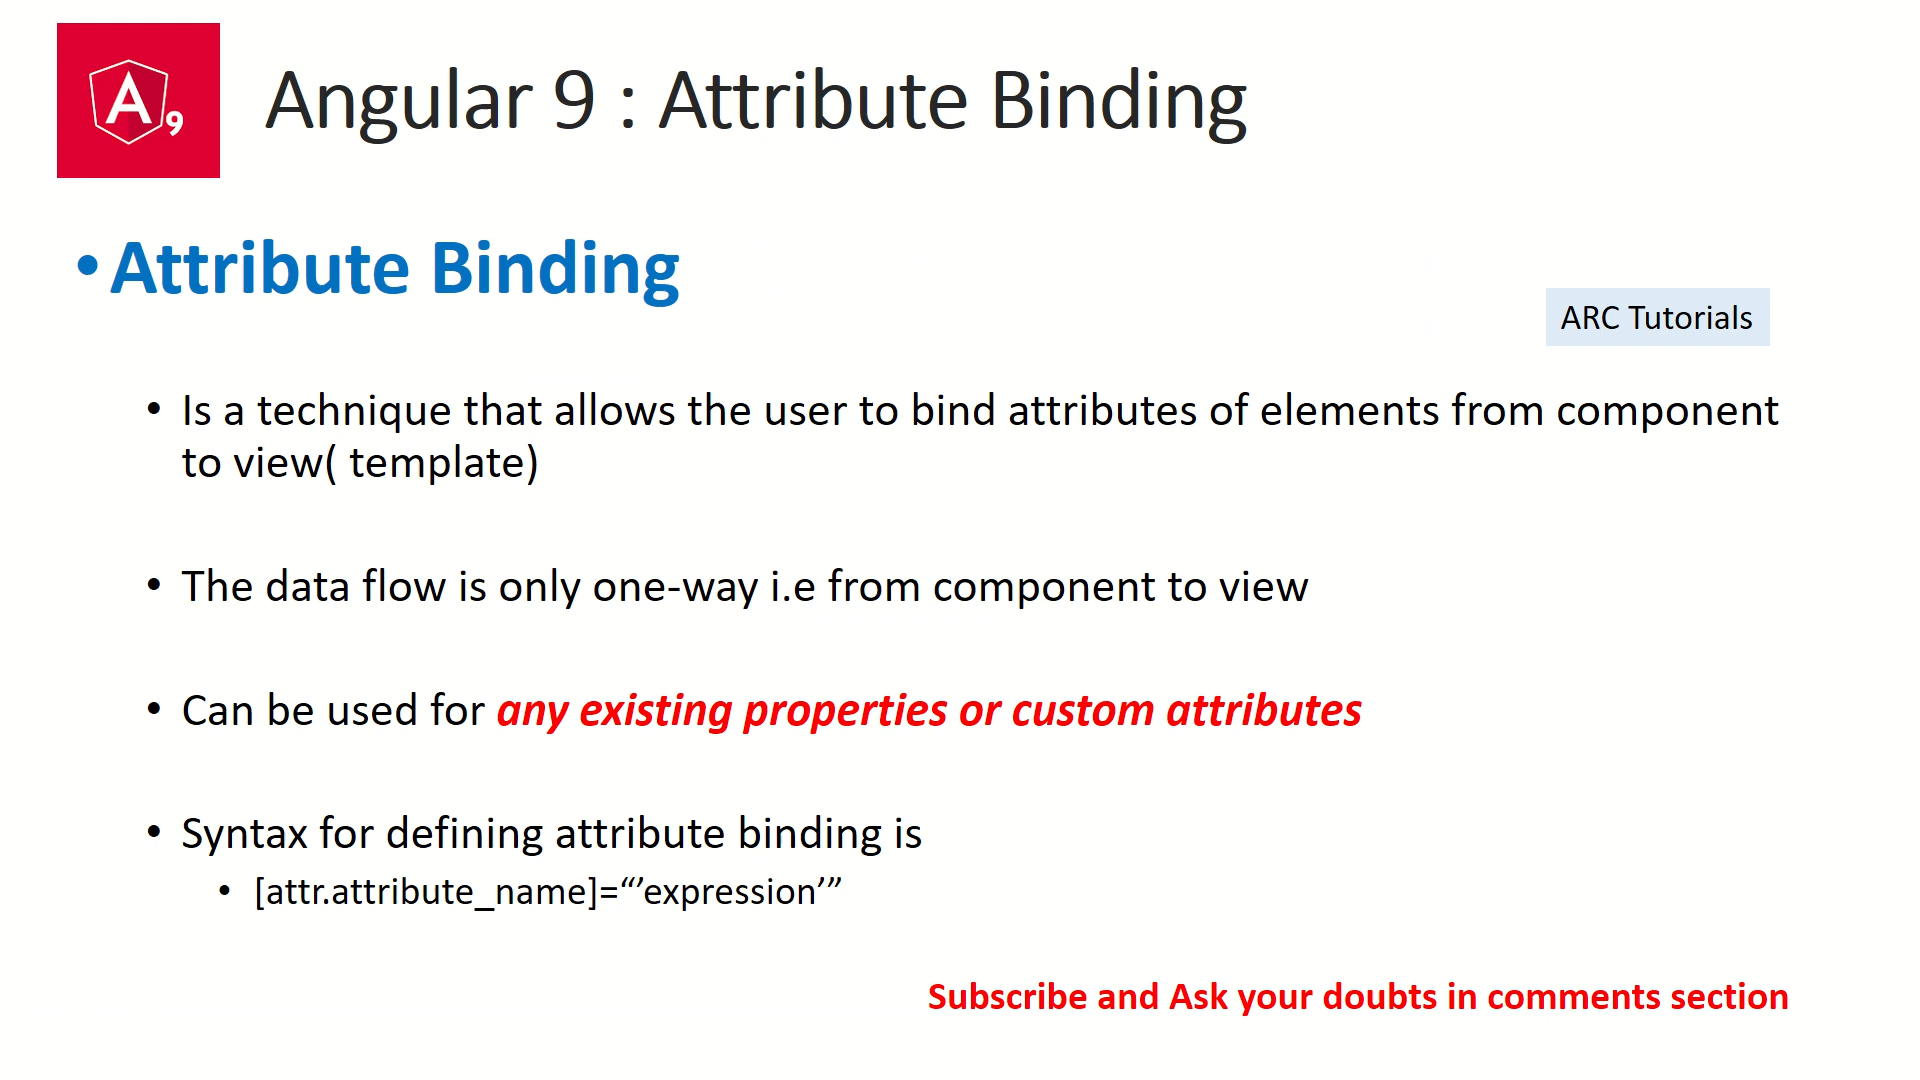 A9
Angular 9 : Attribute Binding
•Attribute Binding
ARC Tutorials
• Is a technique that allows the user to bind attributes of elements from component
to view( template)
• The data flow is only one-way i.e from component to view
• Can be used for any existing properties or custom attributes
• Syntax for defining attribute binding is
• [attr.attribute_name]=“’expression’”
Subscribe and Ask your doubts in comments section